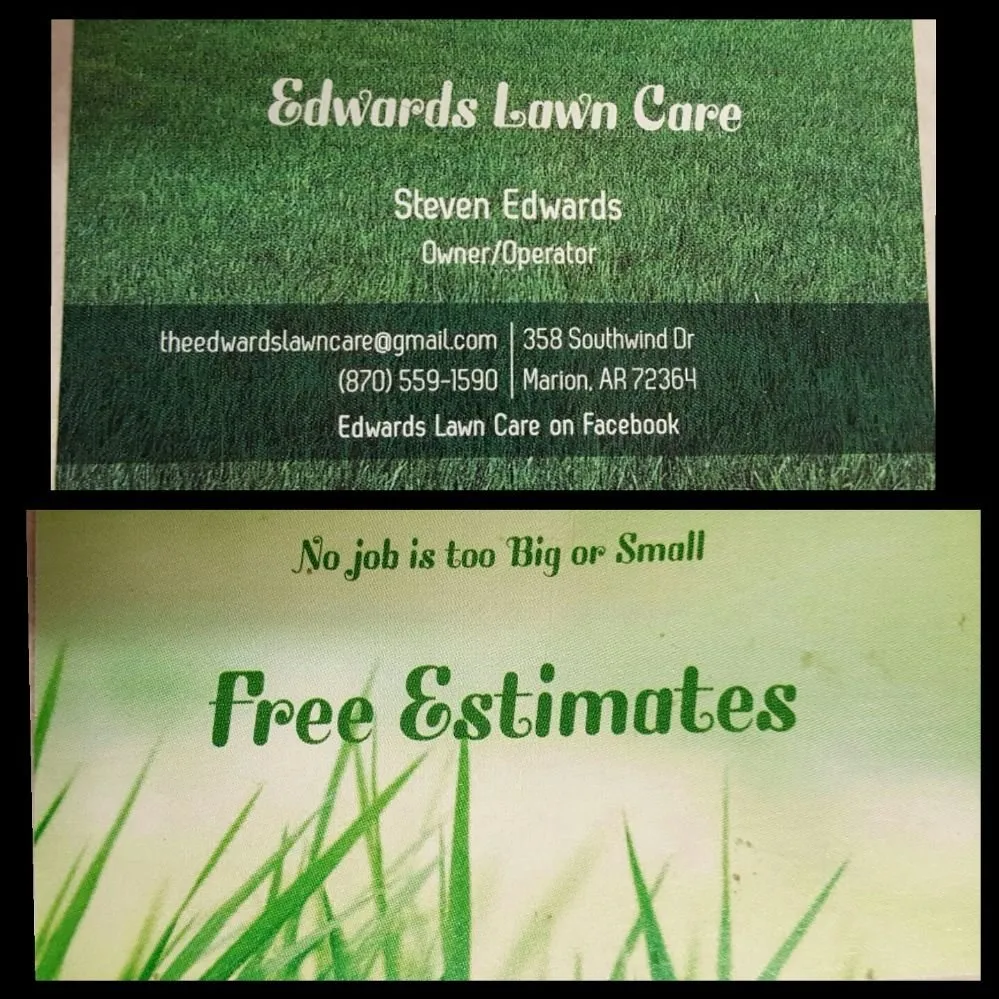 Edwards Lawn Care
Steven Edwards
Owner/Operator
theedwardslawncare@gmail.com
(870) 559-1590
358 Southwind Dr
Marion, AR 72364
Edwards Lawn Care on Facebook
No job is too Big or Small
Free Estimates